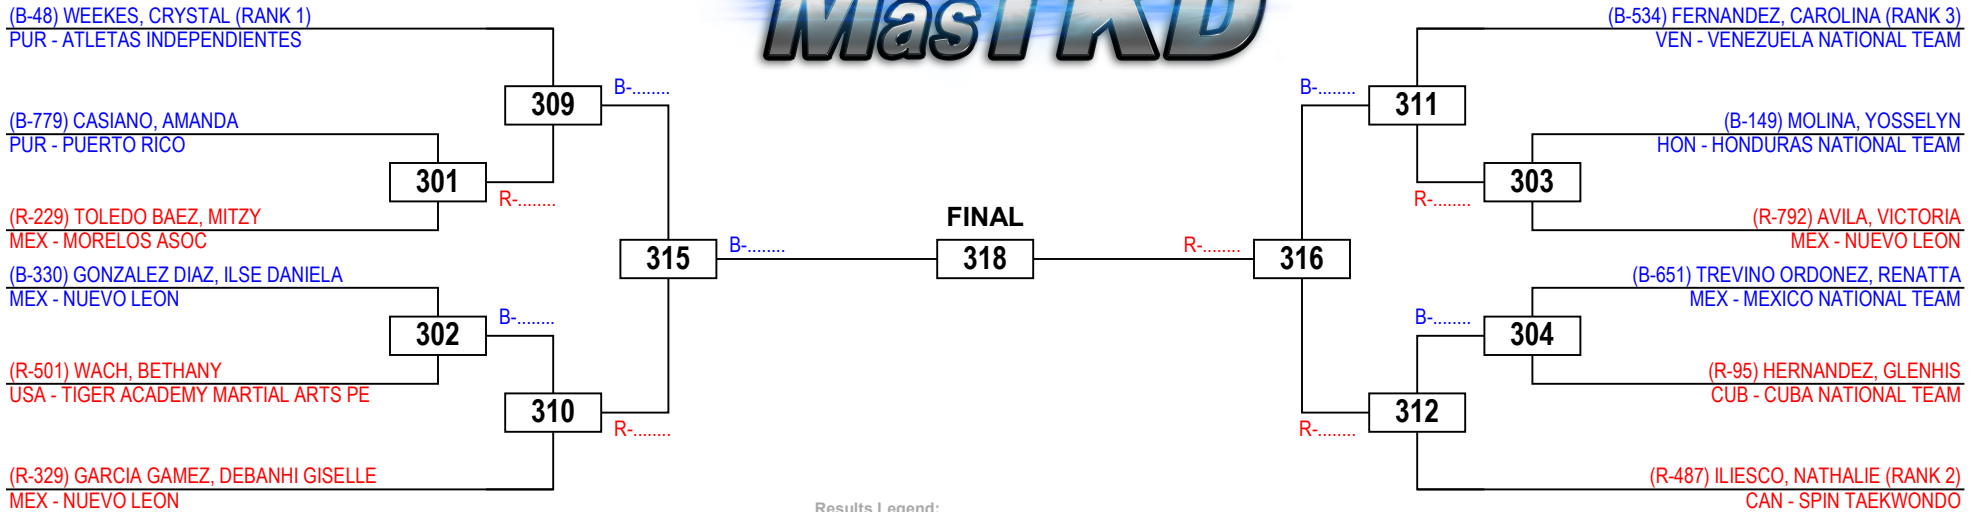 MasTKD
(B-48) WEEKES, CRYSTAL (RANK 1)
PUR - ATLETAS INDEPENDIENTES
309
B-........
(B-779) CASIANO, AMANDA
PUR - PUERTO RICO
301
R-........
(R-229) TOLEDO BAEZ, MITZY
MEX - MORELOS ASOC
315
B-........
(B-330) GONZALEZ DIAZ, ILSE DANIELA
MEX - NUEVO LEON
302
B-........
(R-501) WACH, BETHANY
USA - TIGER ACADEMY MARTIAL ARTS PE
310
R-........
(R-329) GARCIA GAMEZ, DEBANHI GISELLE
MEX - NUEVO LEON
FINAL
318
(B-534) FERNANDEZ, CAROLINA (RANK 3)
VEN - VENEZUELA NATIONAL TEAM
B-........
311
(B-149) MOLINA, YOSSELYN
HON - HONDURAS NATIONAL TEAM
R-........
303
(R-792) AVILA, VICTORIA
MEX - NUEVO LEON
R-........
316
(B-651) TREVINO ORDONEZ, RENATTA
MEX - MEXICO NATIONAL TEAM
B-........
304
(R-95) HERNANDEZ, GLENHIS
CUB - CUBA NATIONAL TEAM
R-........
312
(R-487) ILIESCO, NATHALIE (RANK 2)
CAN - SPIN TAEKWONDO
Results Legend: